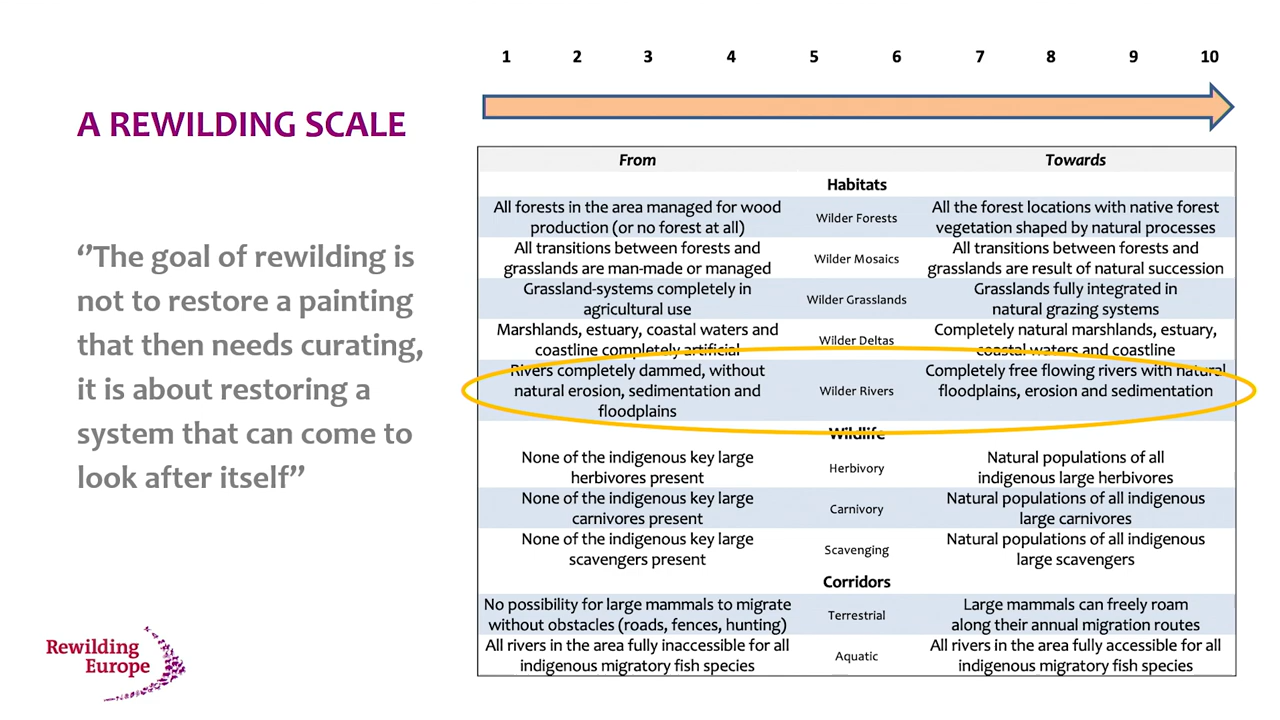 1 2 3 4 5 6 7 8 9 10
A REWILDING SCALE
“The goal of rewilding is
not to restore a painting
that then needs curating,
it is about restoring a
system that can come to
look after itself”
Rewilding
Europe
From Towards
Habitats
All forests in the area managed for wood
production (or no forest at all)
Wilder Forests
All the forest locations with native forest
vegetation shaped by natural processes
All transitions between forests and
grasslands are man-made or managed
Wilder Mosaics
All transitions between forests and
grasslands are result of natural succession
Grassland-systems completely in
agricultural use
Wilder Grasslands
Grasslands fully integrated in
natural grazing systems
Marshlands, estuary, coastal waters and
coastline completely artificial
Wilder Deltas
Completely natural marshlands, estuary,
coastal waters and coastline
Rivers completely dammed, without
natural erosion, sedimentation and
floodplains
Wilder Rivers
Completely free flowing rivers with natural
floodplains, erosion and sedimentation
Wildlife
None of the indigenous key large
herbivores present
Herbivory
Natural populations of all
indigenous large herbivores
None of the indigenous key large
carnivores present
Carnivory
Natural populations of all indigenous
large carnivores
None of the indigenous key large
scavengers present
Scavenging
Natural populations of all indigenous
large scavengers
Corridors
No possibility for large mammals to migrate
without obstacles (roads, fences, hunting)
Terrestrial
Large mammals can freely roam
along their annual migration routes
All rivers in the area fully inaccessible for all
indigenous migratory fish species
Aquatic
All rivers in the area fully accessible for all
indigenous migratory fish species